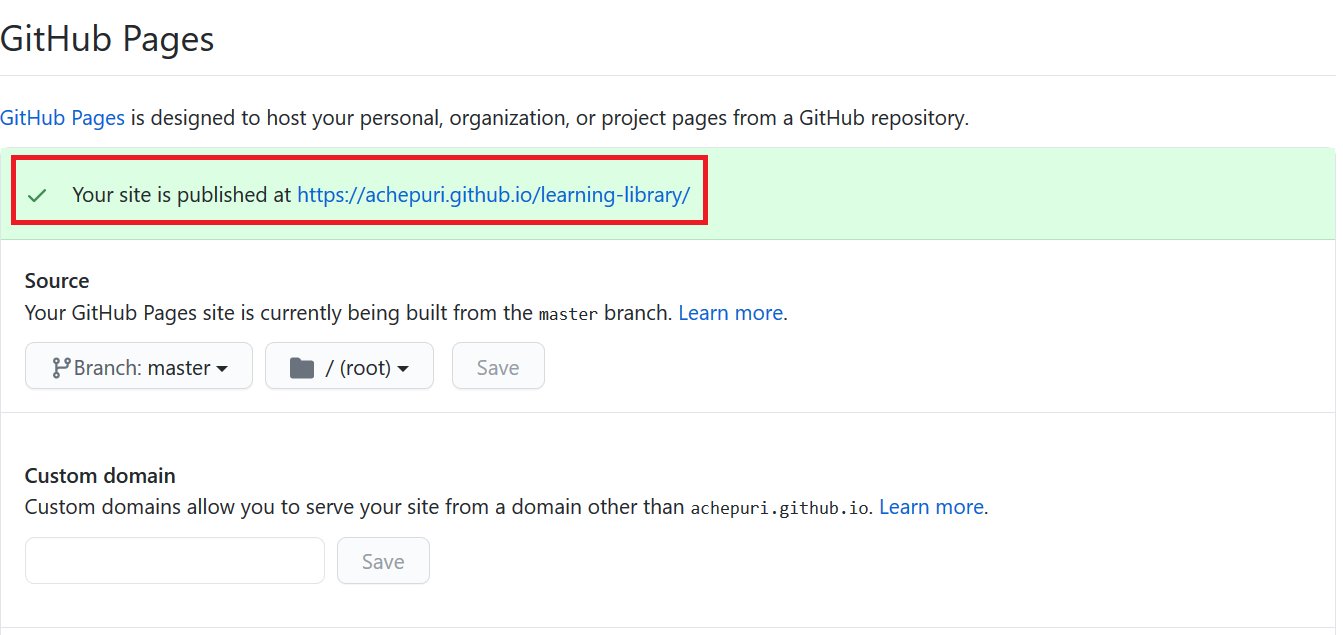 GitHub Pages
GitHub Pages is designed to host your personal, organization, or project pages from a GitHub repository.
Your site is published at https://achepuri.github.io/learning-library/
Source
Your GitHub Pages site is currently being built from the master branch. Learn more.
Branch: master / (root) Save
Custom domain
Custom domains allow you to serve your site from a domain other than achepuri.github.io. Learn more.
Save